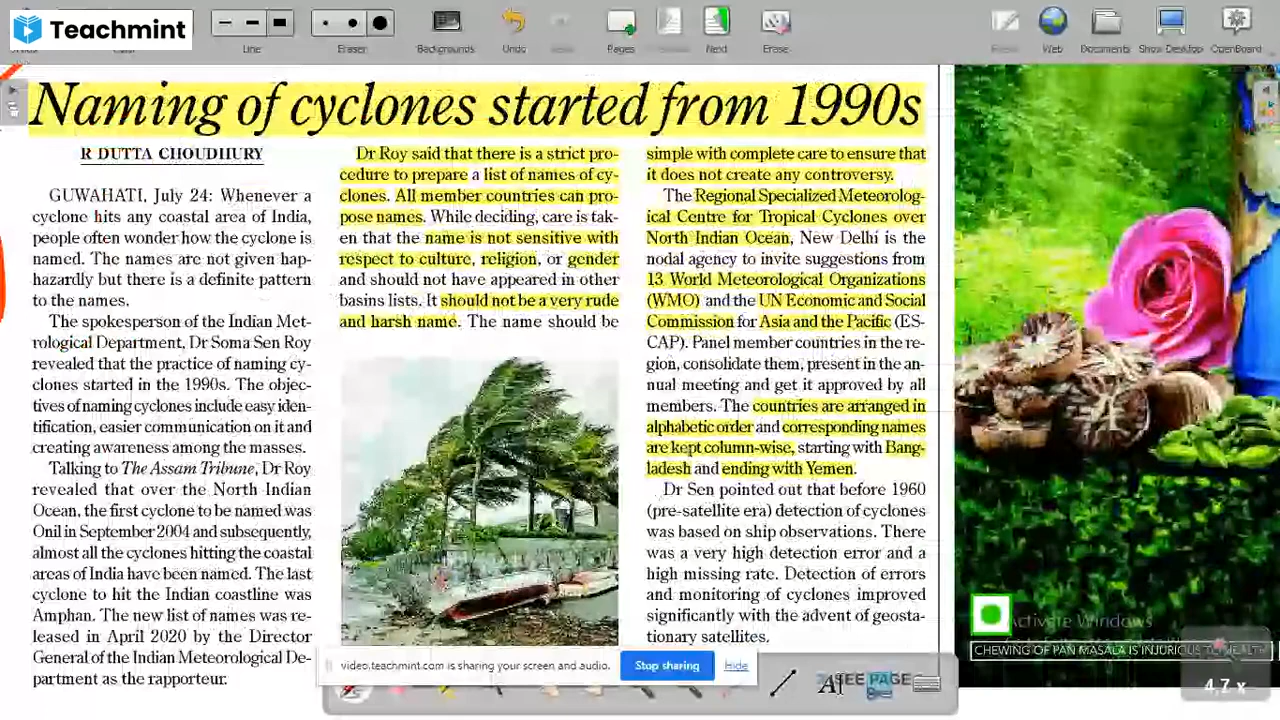 Teachmint
Line
Eraser
Backgrounds
Undo
Pages
Next
Erase
Web
Documents
Show Desktop
OpenBoard
Naming of cyclones started from 1990s
R DUTTA CHOUDHURY
GUWAHATI, July 24: Whenever a
cyclone hits any coastal area of India,
people often wonder how the cyclone is
named. The names are not given hap-
hazardly but there is a definite pattern
to the names.
The spokesperson of the Indian Met-
rological Department, Dr Soma Sen Roy
revealed that the practice of naming cy-
clones started in the 1990s. The objec-
tives of naming cyclones include easy iden-
tification, easier communication on it and
creating awareness among the masses.
Talking to The Assam Tribune, Dr Roy
revealed that over the North Indian
Ocean, the first cyclone to be named was
Onil in September 2004 and subsequently,
almost all the cyclones hitting the coastal
areas of India have been named. The last
cyclone to hit the Indian coastline was
Amphan. The new list of names was re-
leased in April 2020 by the Director
General of the Indian Meteorological De-
partment as the rapporteur.
Dr Roy said that there is a strict pro-
cedure to prepare a list of names of cy-
clones. All member countries can pro-
pose names. While deciding, care is tak-
en that the name is not sensitive with
respect to culture, religion, or gender
and should not have appeared in other
basins lists. It should not be a very rude
and harsh name. The name should be
simple with complete care to ensure that
it does not create any controversy.
The Regional Specialized Meteorolog-
ical Centre for Tropical Cyclones over
North Indian Ocean, New Delhi is the
nodal agency to invite suggestions from
13 World Meteorological Organizations
(WMO) and the UN Economic and Social
Commission for Asia and the Pacific (ES-
CAP). Panel member countries in the re-
gion, consolidate them, present in the an-
nual meeting and get it approved by all
members. The countries are arranged in
alphabetic order and corresponding names
are kept column-wise, starting with Bang-
ladesh and ending with Yemen.
Dr Sen pointed out that before 1960
(pre-satellite era) detection of cyclones
was based on ship observations. There
was a very high detection error and a
high missing rate. Detection of errors
and monitoring of cyclones improved
significantly with the advent of geosta-
tionary satellites.
Activate Windows
CHEWING OF PAN MASALA IS INJURIOUS TO HEALTH
video.teachmint.com is sharing your screen and audio.
Stop sharing
hide
SEE PAGE
4.7 x